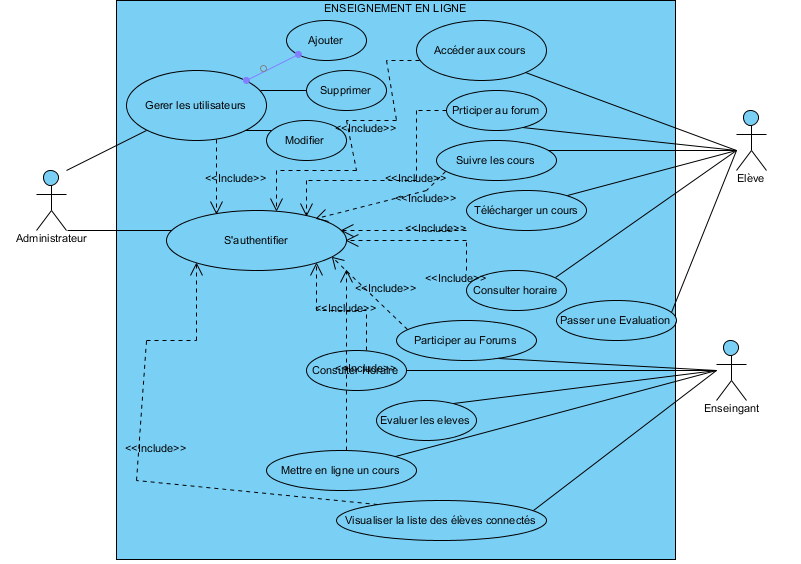 ENSEIGNEMENT EN LIGNE
Ajouter
Accéder aux cours
Supprimer
Gerer les utilisateurs
Prticiper au forum
<<Include>>
Modifier
Suivre les cours
Elève
<<Include>>
<<Include>>
<<Include>>
Télécharger un cours
Administrateur
S'authentifier
<<Include>>
<<Include>>
Consulter horaire
<<Include>>
<<Include>>
Passer une Evaluation
Participer au Forums
Consulter Horaire
<<Include>>
Enseingant
Evaluer les eleves
<<Include>>
Mettre en ligne un cours
Visualiser la liste des élèves connectés